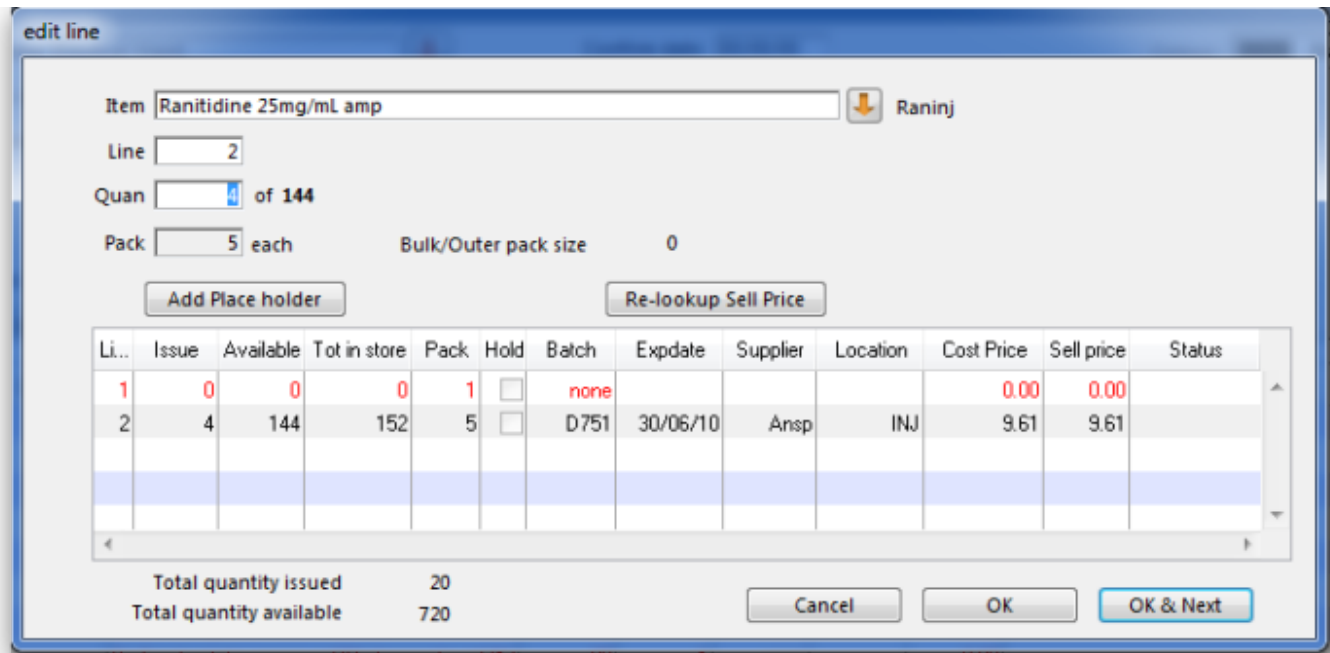 edit line
Item Ranitidine 25mg/mL amp Raninj
Line 2
Quan 4 of 144
Pack 5 each Bulk/Outer pack size 0
Add Place holder Re-lookup Sell Price
Li... Issue Available Tot in store Pack Hold Batch Expdate Supplier Location Cost Price Sell price Status
1 0 0 0 1 none 0.00 0.00
2 4 144 152 5 D751 30/06/10 Ansp INJ 9.61 9.61
Total quantity issued 20
Total quantity available 720
Cancel OK OK & Next